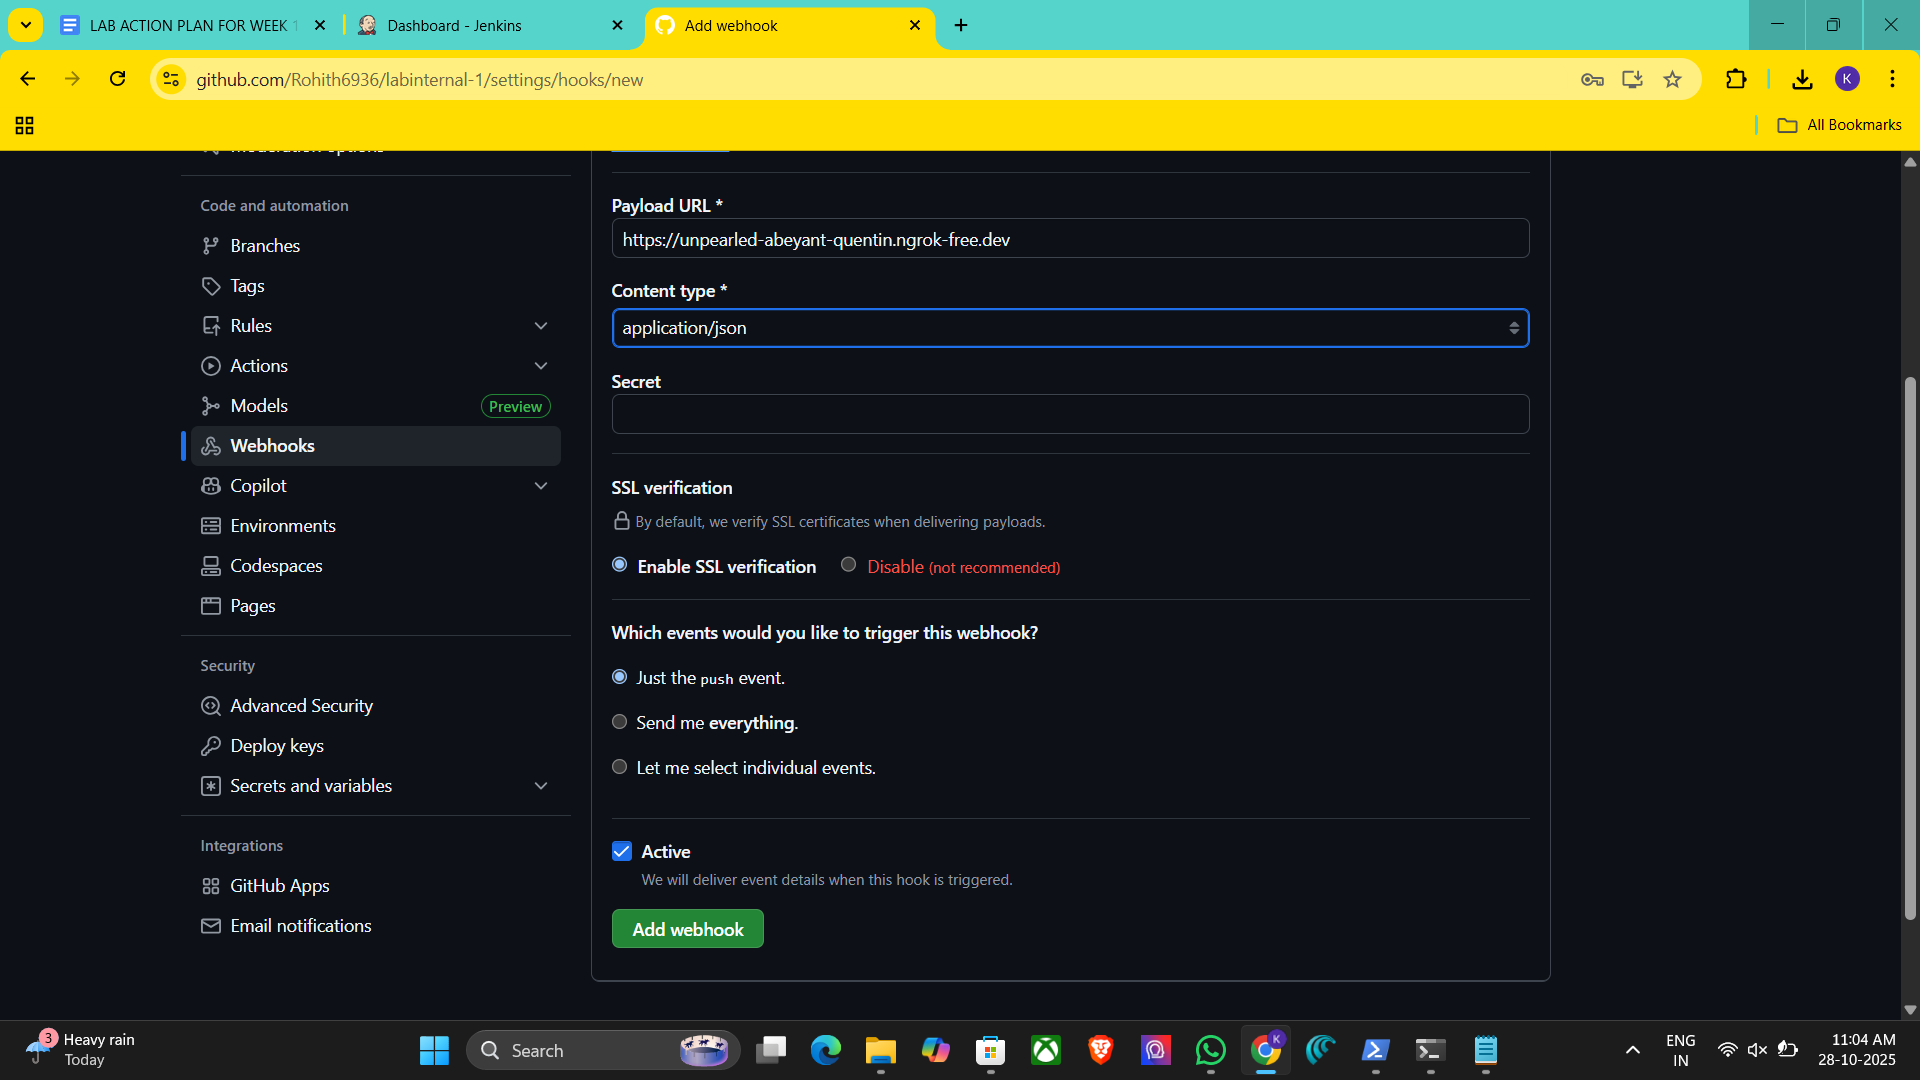 LAB ACTION PLAN FOR WEEK 1
Dashboard - Jenkins
Add webhook
github.com/Rohith6936/labinternal-1/settings/hooks/new
K
All Bookmarks
Moderation options
Code and automation
Branches
Tags
Rules
Actions
Models
Preview
Webhooks
Copilot
Environments
Codespaces
Pages
Security
Advanced Security
Deploy keys
Secrets and variables
Integrations
GitHub Apps
Email notifications
Payload URL *
https://unpearled-abeyant-quentin.ngrok-free.dev
Content type *
application/json
Secret
SSL verification
By default, we verify SSL certificates when delivering payloads.
Enable SSL verification
Disable (not recommended)
Which events would you like to trigger this webhook?
Just the push event.
Send me everything.
Let me select individual events.
Active
We will deliver event details when this hook is triggered.
Add webhook
3
Heavy rain
Today
Search
K
ENG
IN
11:04 AM
28-10-2025